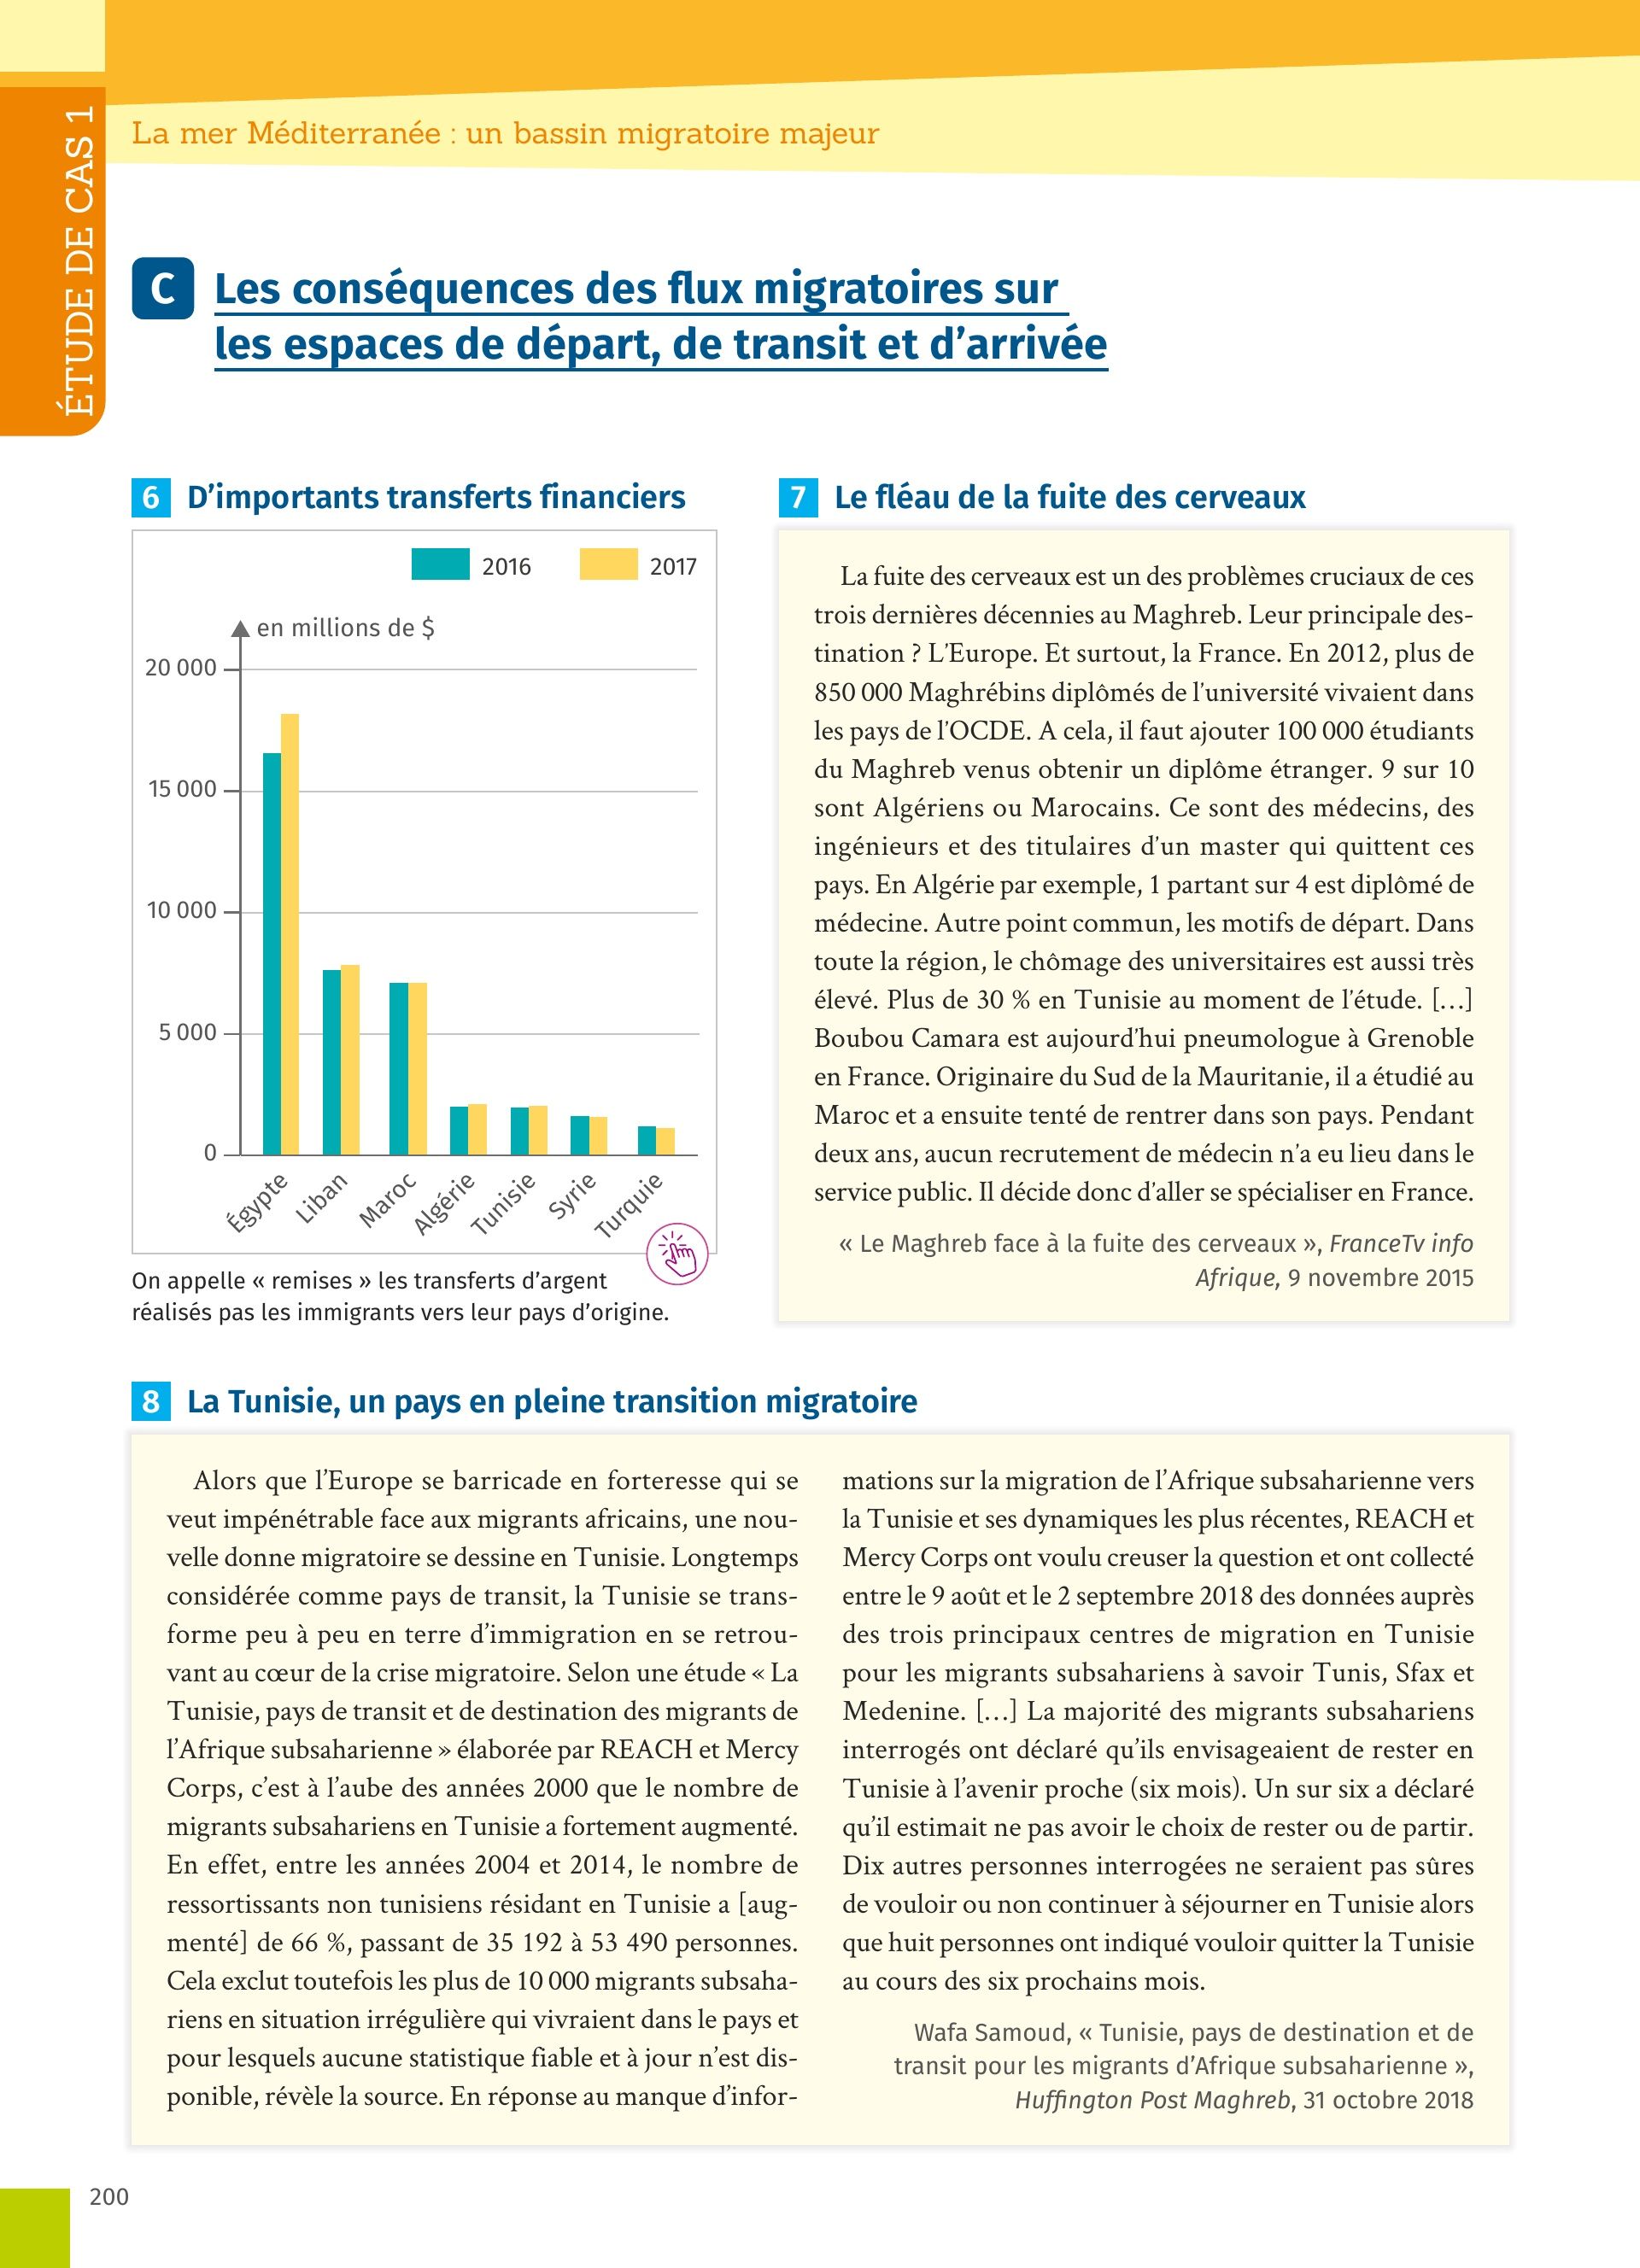 ÉTUDE DE CAS 1
La mer Méditerranée : un bassin migratoire majeur
C
Les conséquences des flux migratoires sur
les espaces de départ, de transit et d’arrivée
6 D’importants transferts financiers
2016 2017
en millions de $
20 000
15 000
10 000
5 000
0
Égypte
Liban
Maroc
Algérie
Tunisie
Syrie
Turquie
On appelle « remises » les transferts d’argent
réalisés pas les immigrants vers leur pays d’origine.
7 Le fléau de la fuite des cerveaux
La fuite des cerveaux est un des problèmes cruciaux de ces
trois dernières décennies au Maghreb. Leur principale des-
tination ? L’Europe. Et surtout, la France. En 2012, plus de
850 000 Maghrébins diplômés de l’université vivaient dans
les pays de l’OCDE. A cela, il faut ajouter 100 000 étudiants
du Maghreb venus obtenir un diplôme étranger. 9 sur 10
sont Algériens ou Marocains. Ce sont des médecins, des
ingénieurs et des titulaires d’un master qui quittent ces
pays. En Algérie par exemple, 1 partant sur 4 est diplômé de
médecine. Autre point commun, les motifs de départ. Dans
toute la région, le chômage des universitaires est aussi très
élevé. Plus de 30 % en Tunisie au moment de l’étude. […]
Boubou Camara est aujourd’hui pneumologue à Grenoble
en France. Originaire du Sud de la Mauritanie, il a étudié au
Maroc et a ensuite tenté de rentrer dans son pays. Pendant
deux ans, aucun recrutement de médecin n’a eu lieu dans le
service public. Il décide donc d’aller se spécialiser en France.
« Le Maghreb face à la fuite des cerveaux », FranceTv info
Afrique, 9 novembre 2015
8 La Tunisie, un pays en pleine transition migratoire
Alors que l’Europe se barricade en forteresse qui se
veut impénétrable face aux migrants africains, une nou-
velle donne migratoire se dessine en Tunisie. Longtemps
considérée comme pays de transit, la Tunisie se trans-
forme peu à peu en terre d’immigration en se retrou-
vant au cœur de la crise migratoire. Selon une étude « La
Tunisie, pays de transit et de destination des migrants de
l’Afrique subsaharienne » élaborée par REACH et Mercy
Corps, c’est à l’aube des années 2000 que le nombre de
migrants subsahariens en Tunisie a fortement augmenté.
En effet, entre les années 2004 et 2014, le nombre de
ressortissants non tunisiens résidant en Tunisie a [aug-
menté] de 66 %, passant de 35 192 à 53 490 personnes.
Cela exclut toutefois les plus de 10 000 migrants subsaha-
riens en situation irrégulière qui vivraient dans le pays et
pour lesquels aucune statistique fiable et à jour n’est dis-
ponible, révèle la source. En réponse au manque d’infor-
mations sur la migration de l’Afrique subsaharienne vers
la Tunisie et ses dynamiques les plus récentes, REACH et
Mercy Corps ont voulu creuser la question et ont collecté
entre le 9 août et le 2 septembre 2018 des données auprès
des trois principaux centres de migration en Tunisie
pour les migrants subsahariens à savoir Tunis, Sfax et
Medenine. […] La majorité des migrants subsahariens
interrogés ont déclaré qu’ils envisageaient de rester en
Tunisie à l’avenir proche (six mois). Un sur six a déclaré
qu’il estimait ne pas avoir le choix de rester ou de partir.
Dix autres personnes interrogées ne seraient pas sûres
de vouloir ou non continuer à séjourner en Tunisie alors
que huit personnes ont indiqué vouloir quitter la Tunisie
au cours des six prochains mois.
Wafa Samoud, « Tunisie, pays de destination et de
transit pour les migrants d’Afrique subsaharienne »,
Huffington Post Maghreb, 31 octobre 2018
200